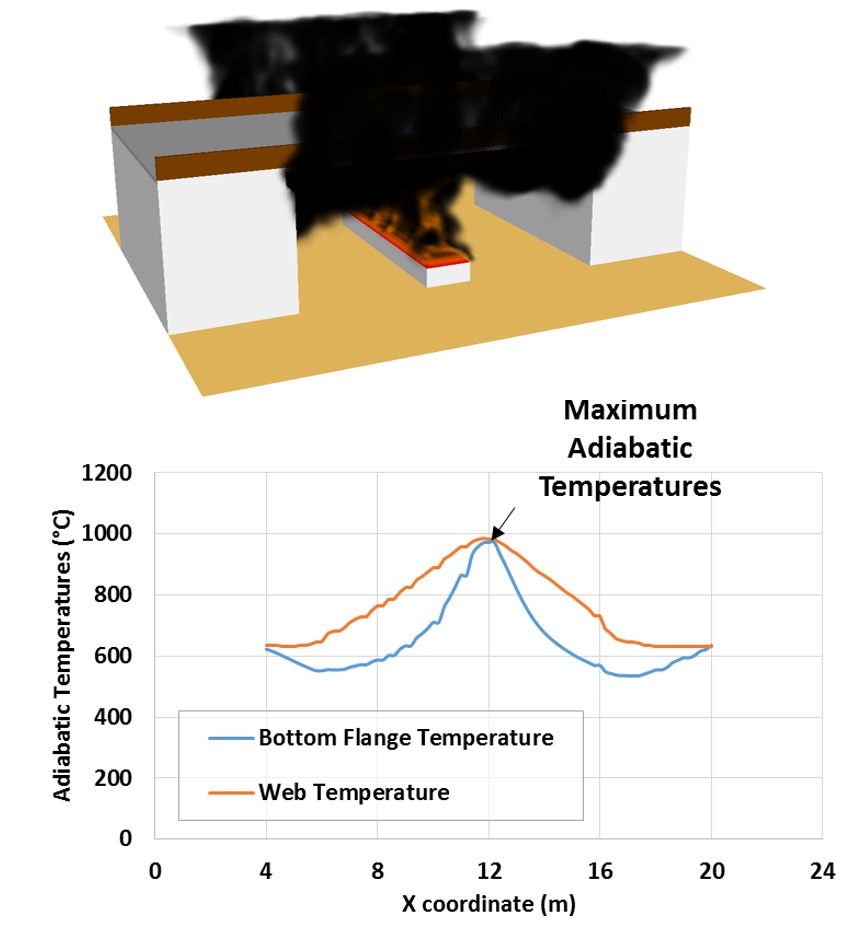 Maximum
Adiabatic
Temperatures
Adiabatic Temperatures (°C)
1200
1000
800
600
400
200
0
Bottom Flange Temperature
Web Temperature
0 4 8 12 16 20 24
X coordinate (m)